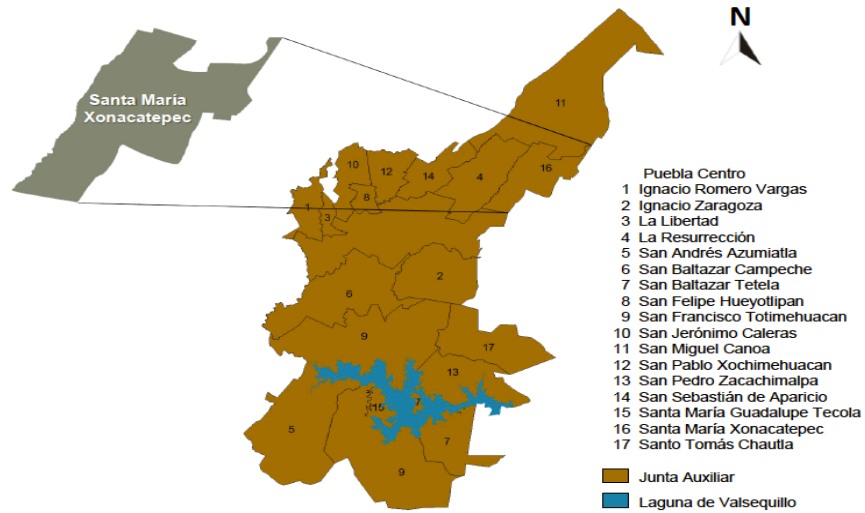 N
Santa María
Xonacatepec
11
10
12
14
4
16
8
1
3
2
6
9
17
13
15
7
5
7
9
Puebla Centro
1 Ignacio Romero Vargas
2 Ignacio Zaragoza
3 La Libertad
4 La Resurrección
5 San Andrés Azumiatla
6 San Baltazar Campeche
7 San Baltazar Tetela
8 San Felipe Hueyotlipan
9 San Francisco Totimehuacan
10 San Jerónimo Caleras
11 San Miguel Canoa
12 San Pablo Xochimehuacan
13 San Pedro Zacachimalpa
14 San Sebastián de Aparicio
15 Santa María Guadalupe Tecola
16 Santa María Xonacatepec
17 Santo Tomás Chautla
Junta Auxiliar
Laguna de Valsequillo